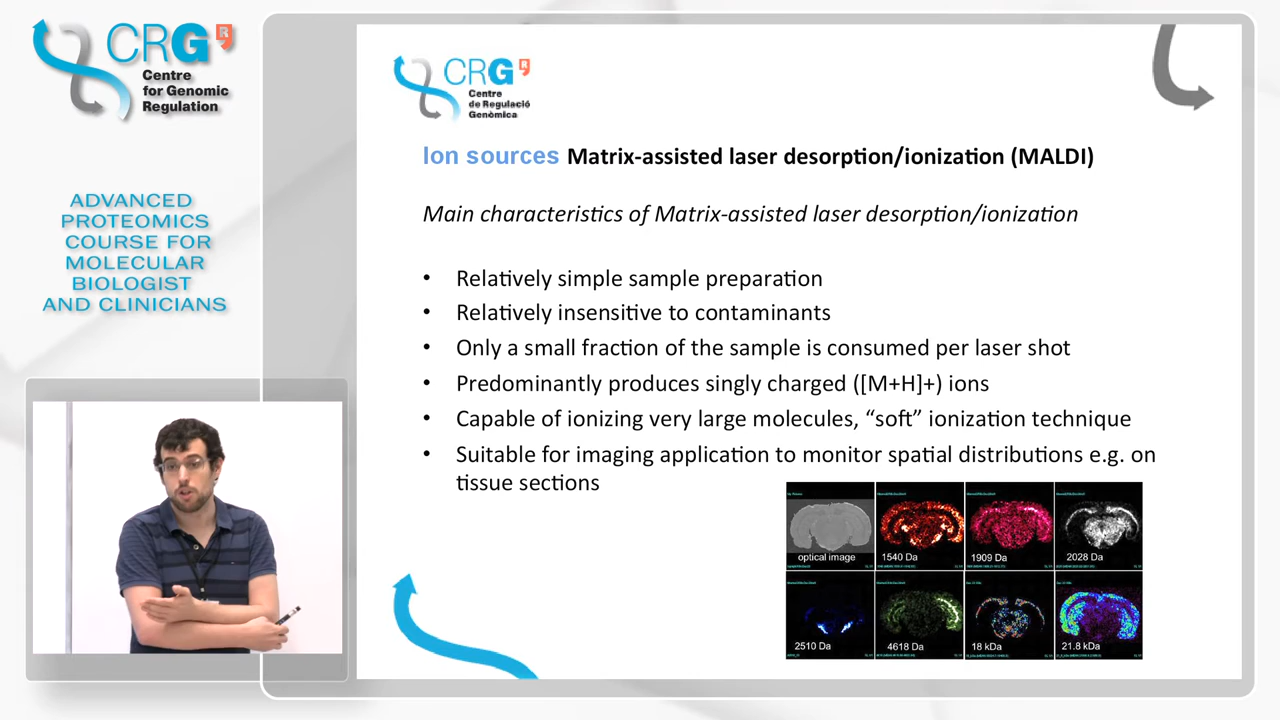 CRG
R
Centre
for Genomic
Regulation
ADVANCED
PROTEOMICS
COURSE FOR
MOLECULAR
BIOLOGIST
AND CLINICIANS
CRG
R
Centre
de Regulació
Genòmica
Ion sources Matrix-assisted laser desorption/ionization (MALDI)
Main characteristics of Matrix-assisted laser desorption/ionization
• Relatively simple sample preparation
• Relatively insensitive to contaminants
• Only a small fraction of the sample is consumed per laser shot
• Predominantly produces singly charged ([M+H]+) ions
• Capable of ionizing very large molecules, “soft” ionization technique
• Suitable for imaging application to monitor spatial distributions e.g. on
tissue sections
optical image
1540 Da
1909 Da
2028 Da
2510 Da
4618 Da
18 kDa
21.8 kDa